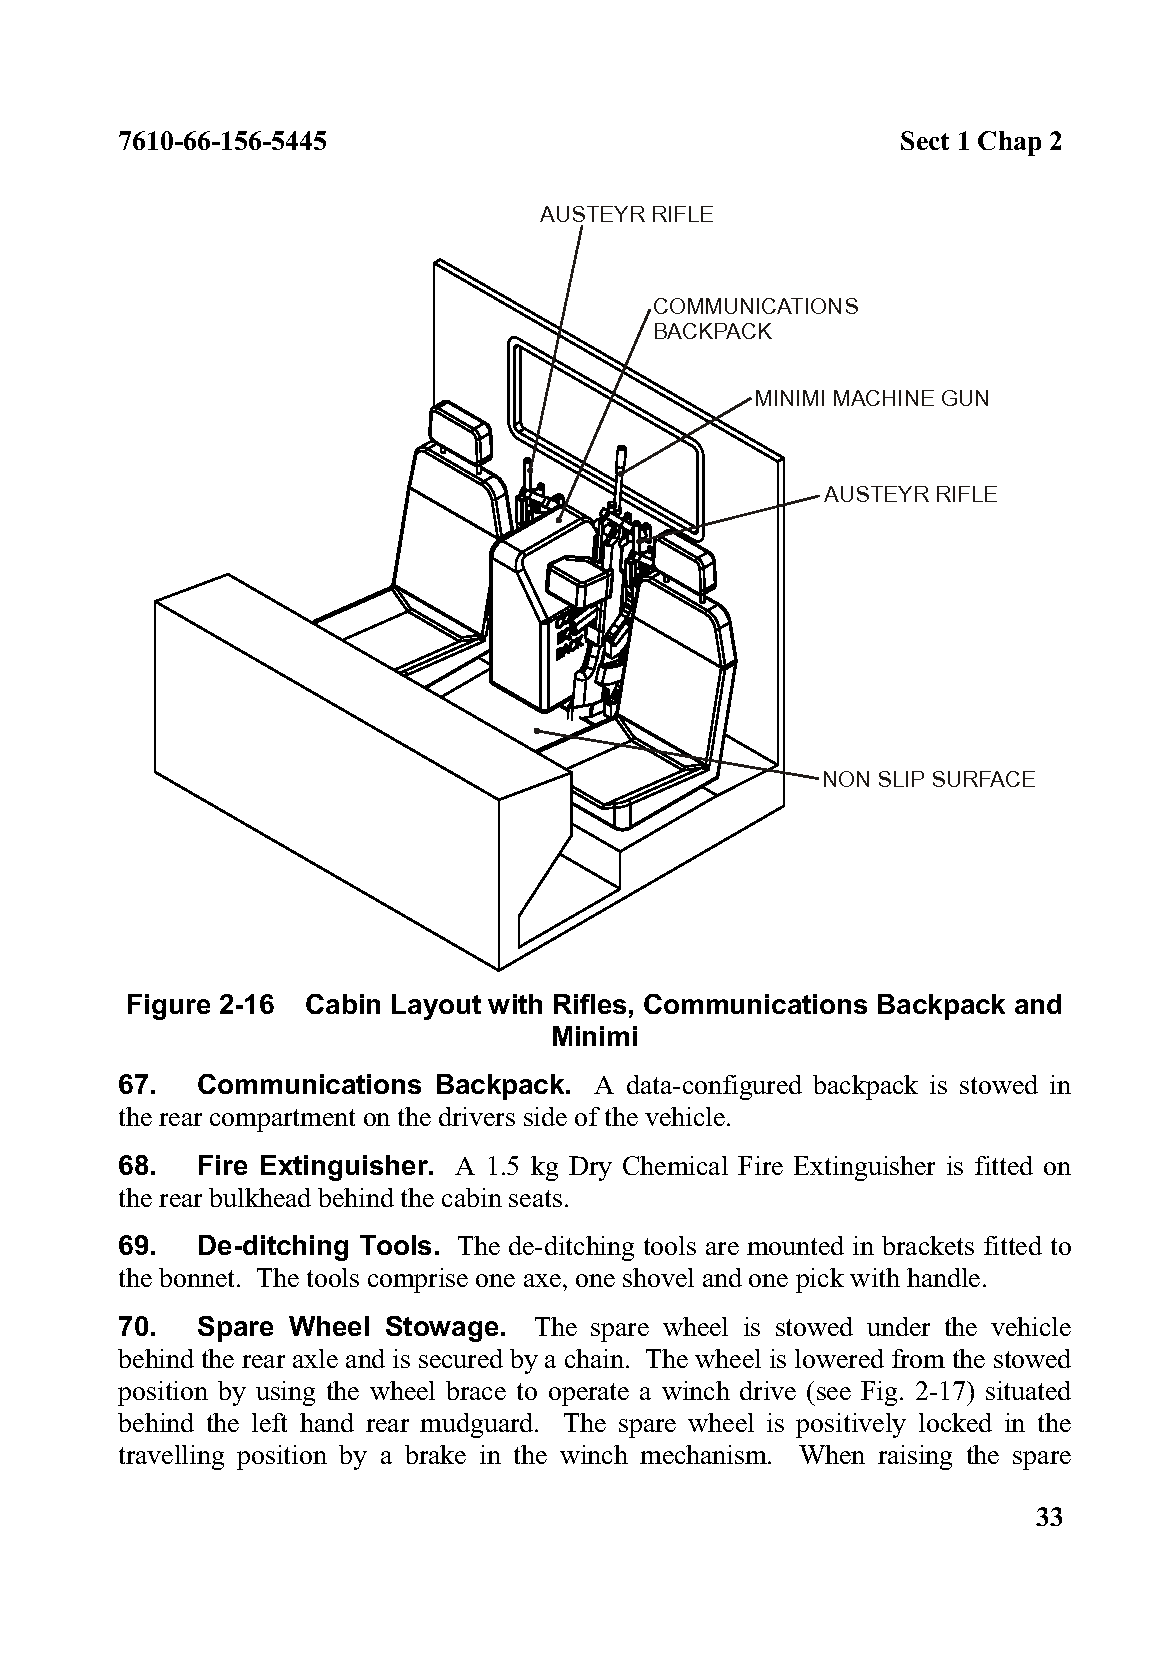 7610-66-156-5445 Sect 1 Chap 2
AUSTEYR RIFLE
COMMUNICATIONS
BACKPACK
MINIMI MACHINE GUN
AUSTEYR RIFLE
BACK
NON SLIP SURFACE
Figure 2-16 Cabin Layout with Rifles, Communications Backpack and
Minimi
67. Communications Backpack. A data-configured backpack is stowed in
the rear compartment on the drivers side of the vehicle.
68. Fire Extinguisher. A 1.5 kg Dry Chemical Fire Extinguisher is fitted on
the rear bulkhead behind the cabin seats.
69. De-ditching Tools. The de-ditching tools are mounted in brackets fitted to
the bonnet. The tools comprise one axe, one shovel and one pick with handle.
70. Spare Wheel Stowage. The spare wheel is stowed under the vehicle
behind the rear axle and is secured by a chain. The wheel is lowered from the stowed
position by using the wheel brace to operate a winch drive (see Fig. 2-17) situated
behind the left hand rear mudguard. The spare wheel is positively locked in the
travelling position by a brake in the winch mechanism. When raising the spare
33